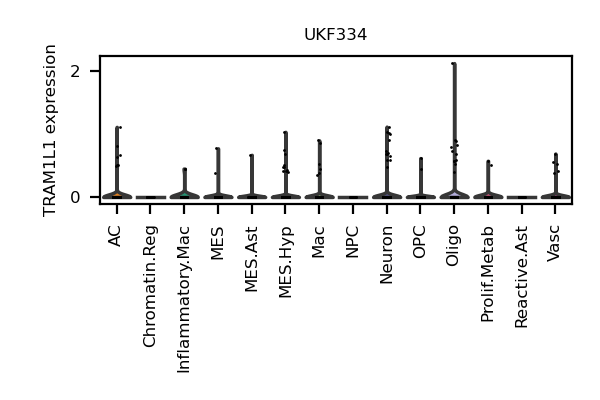 UKF334
TRAM1L1 expression
2
0
AC
Chromatin.Reg
Inflammatory.Mac
MES
MES.Ast
MES.Hyp
Mac
NPC
Neuron
OPC
Oligo
Prolif.Metab
Reactive.Ast
Vasc